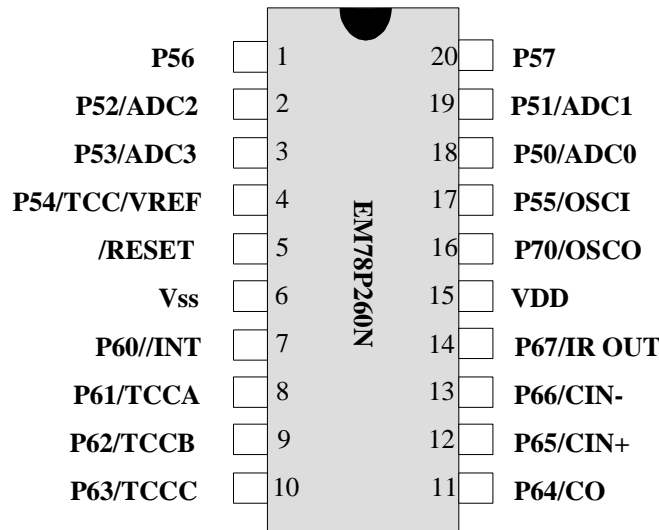 P56 1 20 P57
P52/ADC2 2 19 P51/ADC1
P53/ADC3 3 18 P50/ADC0
P54/TCC/VREF 4 17 P55/OSCI
/RESET 5 16 P70/OSCO
Vss 6 15 VDD
P60//INT 7 14 P67/IR OUT
P61/TCCA 8 13 P66/CIN-
P62/TCCB 9 12 P65/CIN+
P63/TCCC 10 11 P64/CO
EM78P260N